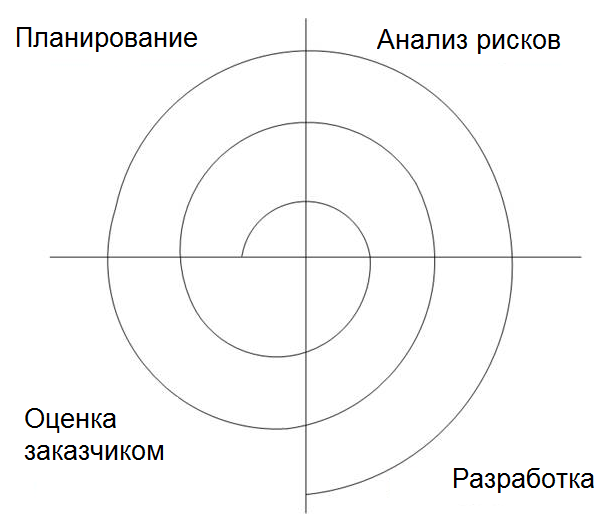 Планирование
Анализ рисков
Оценка
заказчиком
Разработка